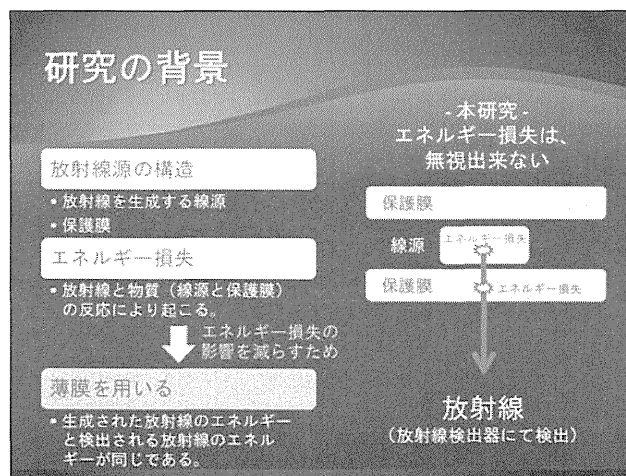 研究の背景
放射線源の構造
• 放射線を生成する線源
• 保護膜
エネルギー損失
• 放射線と物質（線源と保護膜）
の反応により起こる。
エネルギー損失の
影響を減らすため
薄膜を用いる
• 生成された放射線のエネルギー
と検出される放射線のエネル
ギーが同じである。
- 本研究 -
エネルギー損失は、
無視出来ない
保護膜
線源
エネルギー損失
保護膜
エネルギー損失
放射線
（放射線検出器にて検出）